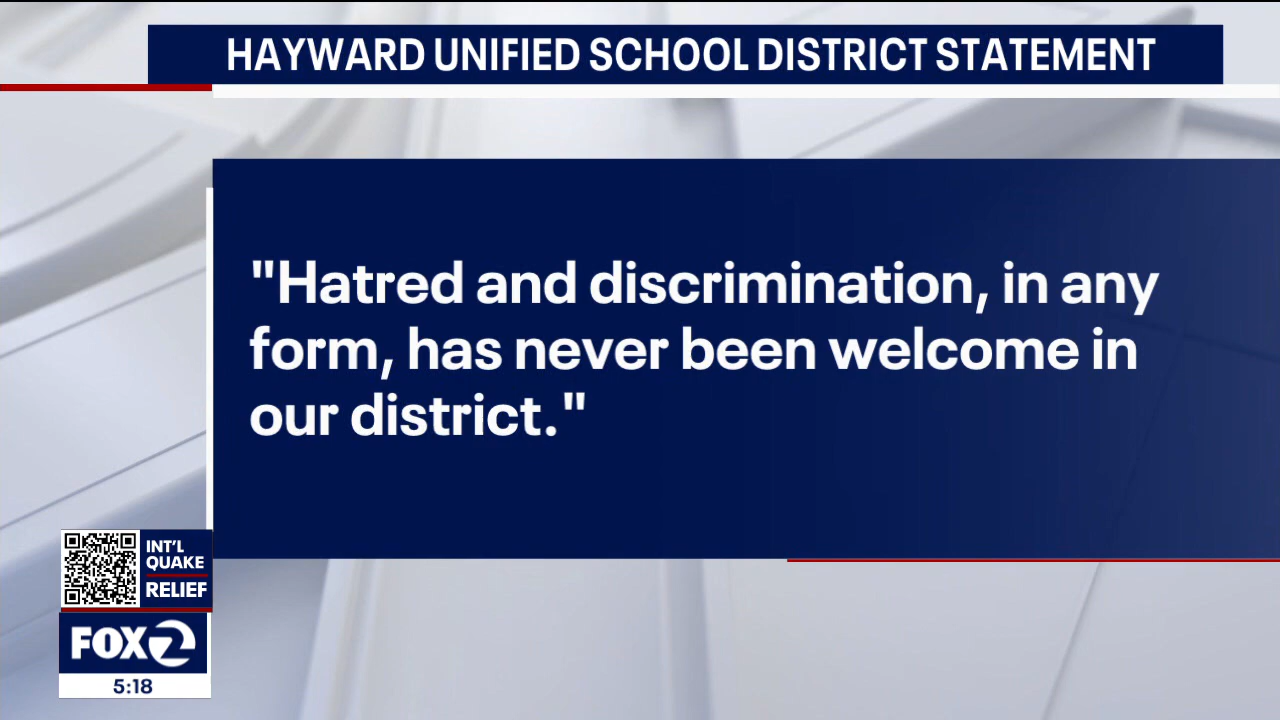 HAYWARD UNIFIED SCHOOL DISTRICT STATEMENT
"Hatred and discrimination, in any
form, has never been welcome in
our district."
INT'L
QUAKE
RELIEF
FOX 2
5:18